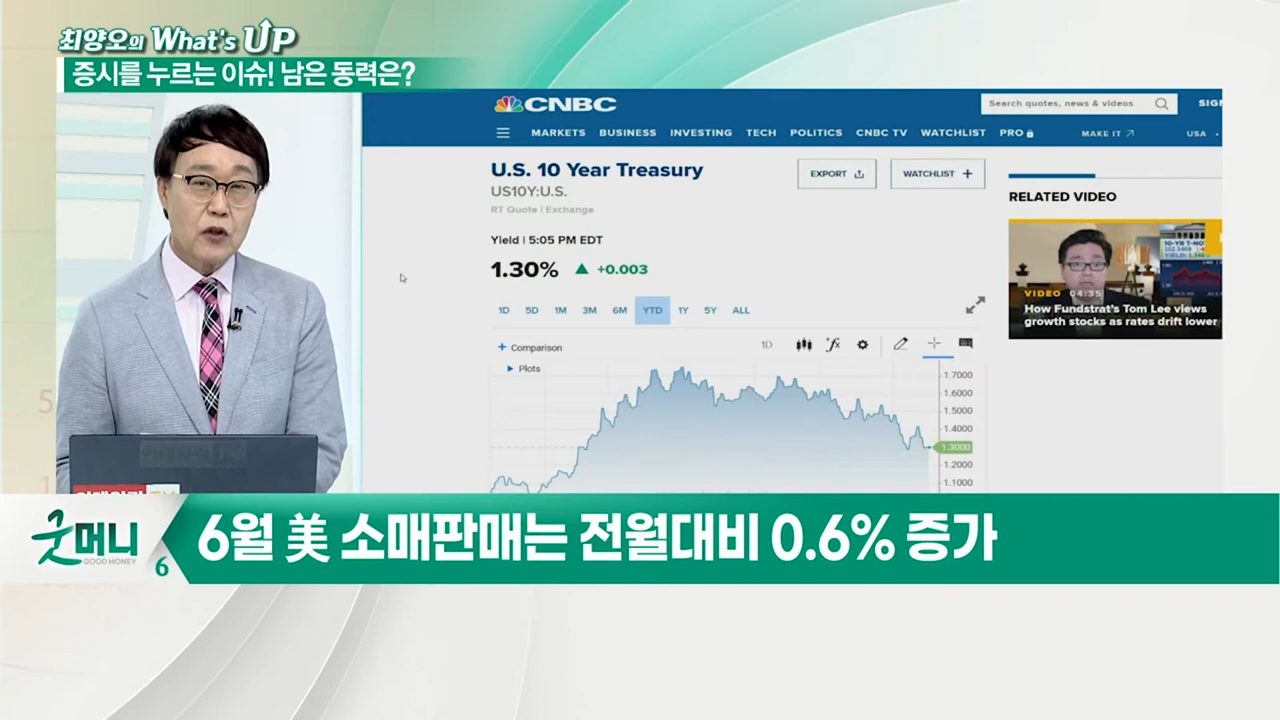 최양오의 What's UP
증시를 누르는 이슈! 남은 동력은?
CNBC
Search quotes, news & videos
SIGN
MARKETS BUSINESS INVESTING TECH POLITICS CNBC TV WATCHLIST PRO
MAKE IT
USA
U.S. 10 Year Treasury
US10Y:U.S.
RT Quote | Exchange
EXPORT
WATCHLIST +
Yield | 5:05 PM EDT
1.30% ▲ +0.003
1D 5D 1M 3M 6M YTD 1Y 5Y ALL
+ Comparison
1D
Plots
1.7000
1.6000
1.5000
1.4000
1.3000
1.2000
1.1000
RELATED VIDEO
10-YR T-NO
VIDEO 04:35
How Fundstrat's Tom Lee views
growth stocks as rates drift lower
굿머니
GOOD MONEY
6
6월 美 소매판매는 전월대비 0.6% 증가